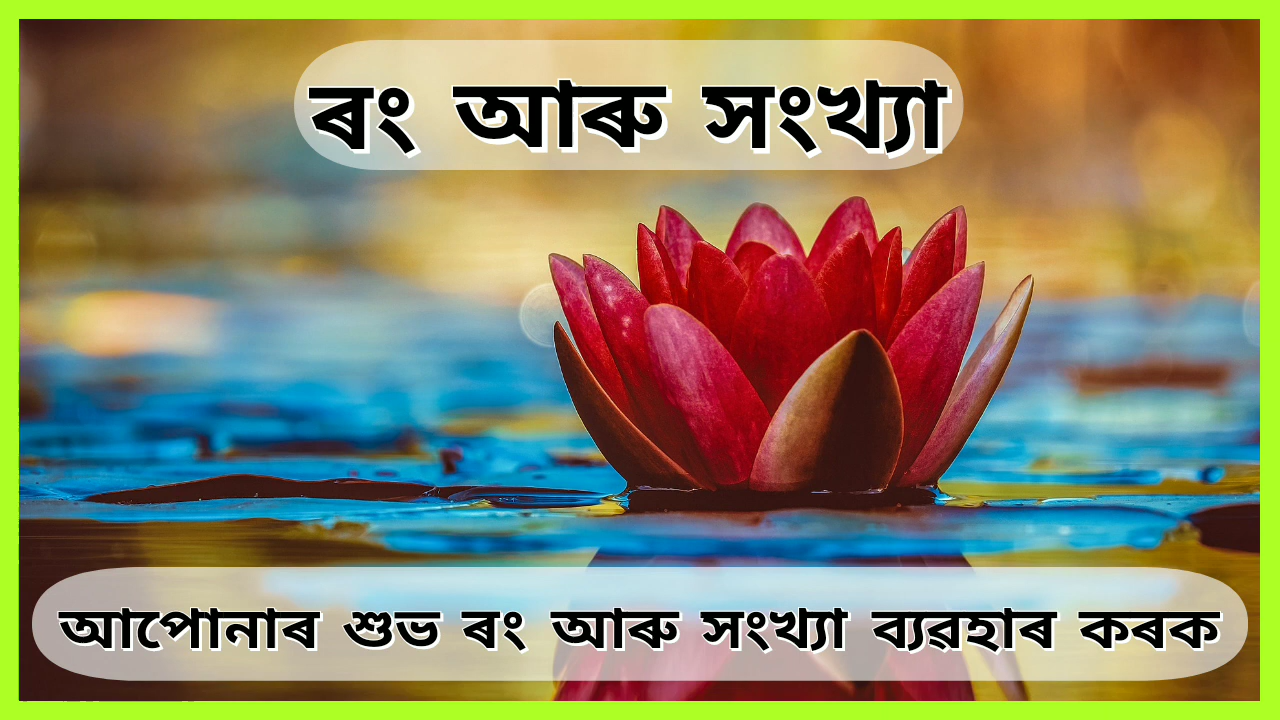 ৰং আৰু সংখ্যা
আপোনাৰ শুভ ৰং আৰু সংখ্যা ব্যৱহাৰ কৰক